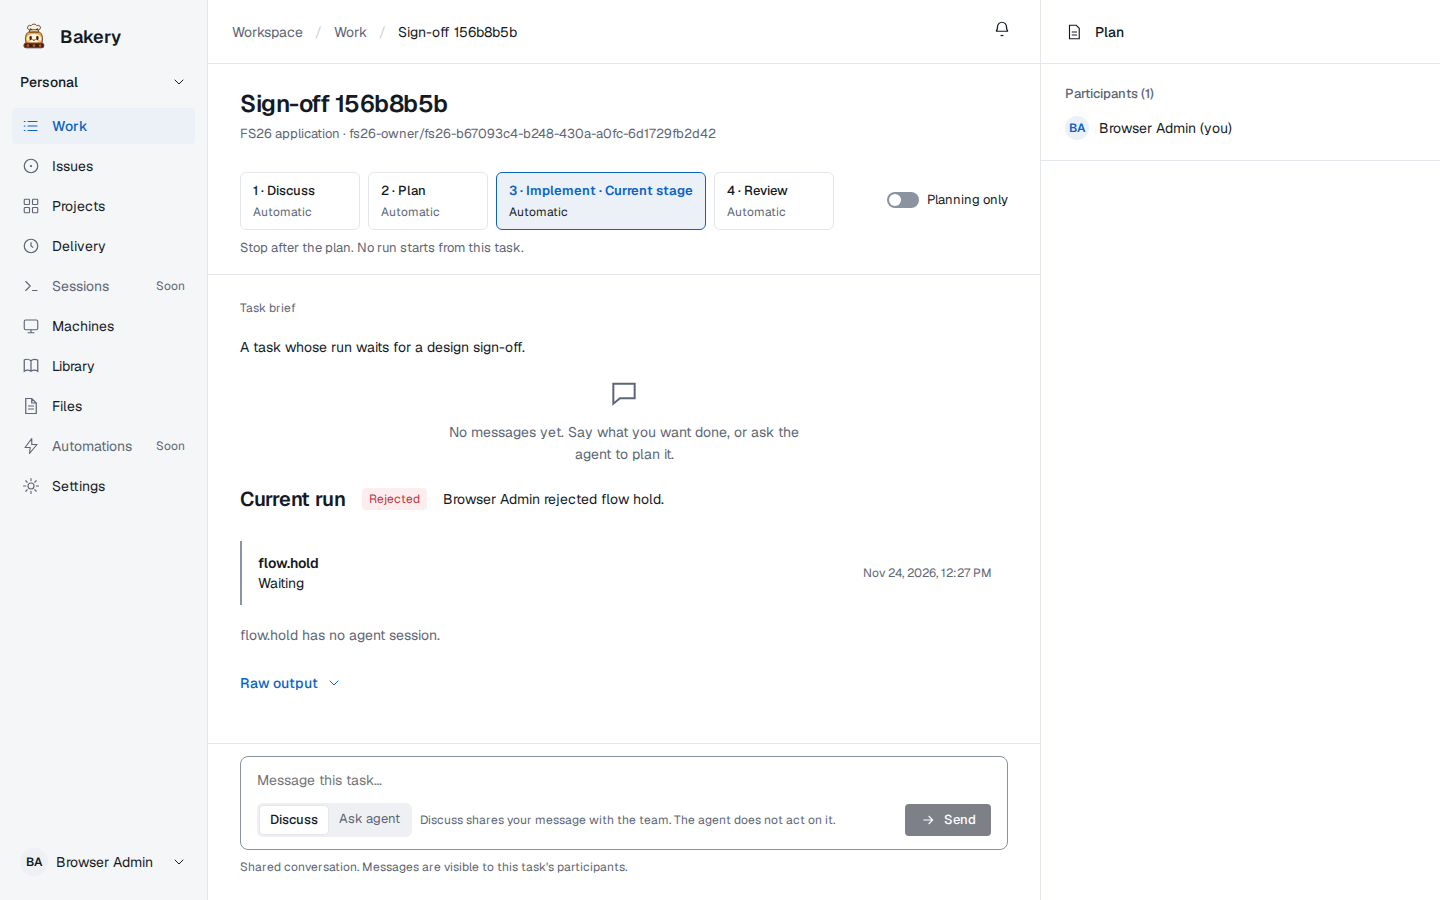 Bakery
Personal
Work
Issues
Projects
Delivery
Sessions Soon
Machines
Library
Files
Automations Soon
Settings
BA Browser Admin
Workspace / Work / Sign-off 156b8b5b
Sign-off 156b8b5b
FS26 application · fs26-owner/fs26-b67093c4-b248-430a-a0fc-6d1729fb2d42
1 · Discuss
Automatic
2 · Plan
Automatic
3 · Implement · Current stage
Automatic
4 · Review
Automatic
Planning only
Stop after the plan. No run starts from this task.
Task brief
A task whose run waits for a design sign-off.
No messages yet. Say what you want done, or ask the
agent to plan it.
Current run Rejected Browser Admin rejected flow hold.
flow.hold
Waiting
Nov 24, 2026, 12:27 PM
flow.hold has no agent session.
Raw output
Message this task...
Discuss Ask agent Discuss shares your message with the team. The agent does not act on it. Send
Shared conversation. Messages are visible to this task's participants.
Plan
Participants (1)
BA Browser Admin (you)